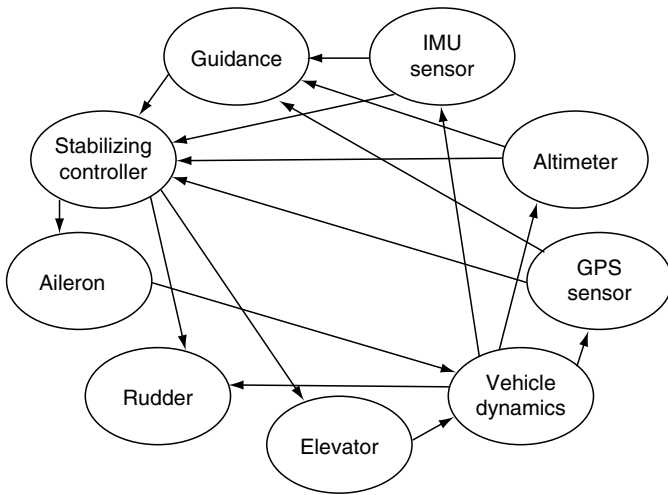 Guidance
IMU
sensor
Stabilizing
controller
Altimeter
Aileron
GPS
sensor
Rudder
Vehicle
dynamics
Elevator